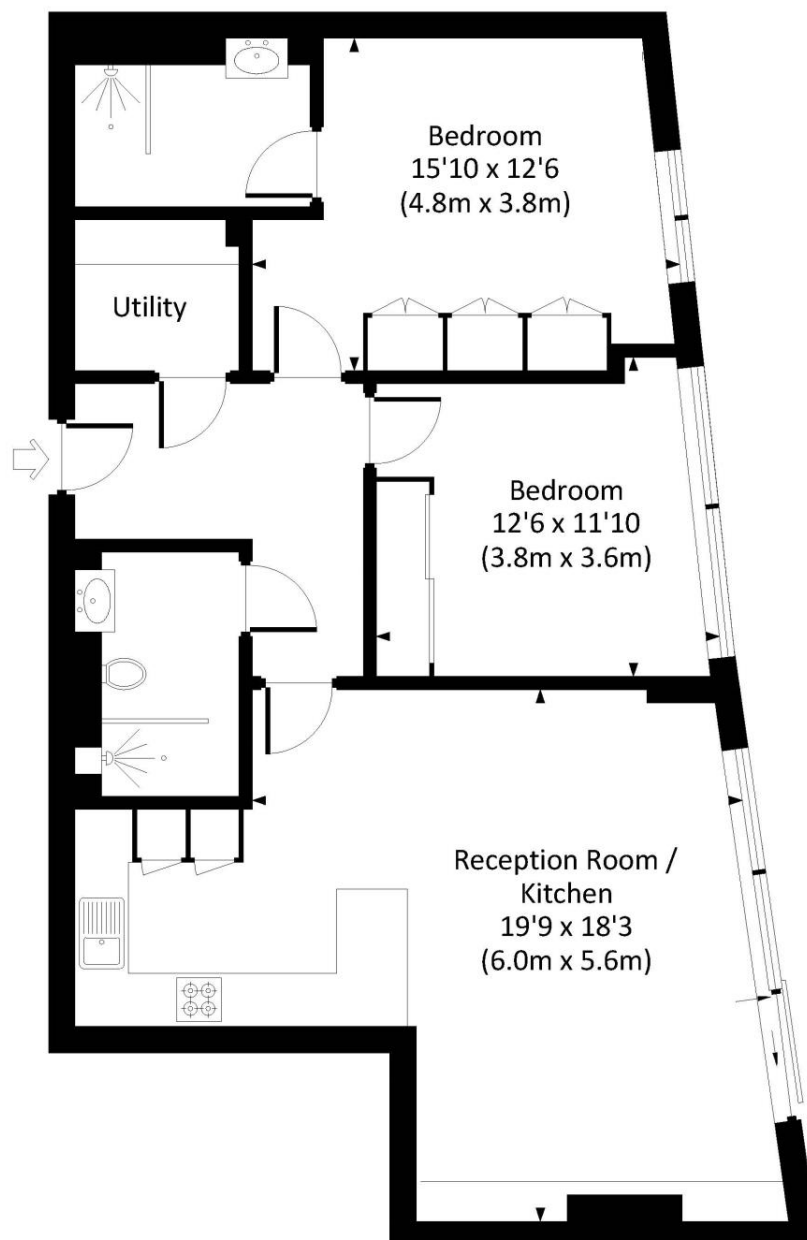 Bedroom
15'10 x 12'6
(4.8m x 3.8m)
Utility
Bedroom
12'6 x 11'10
(3.8m x 3.6m)
Reception Room /
Kitchen
19'9 x 18'3
(6.0m x 5.6m)